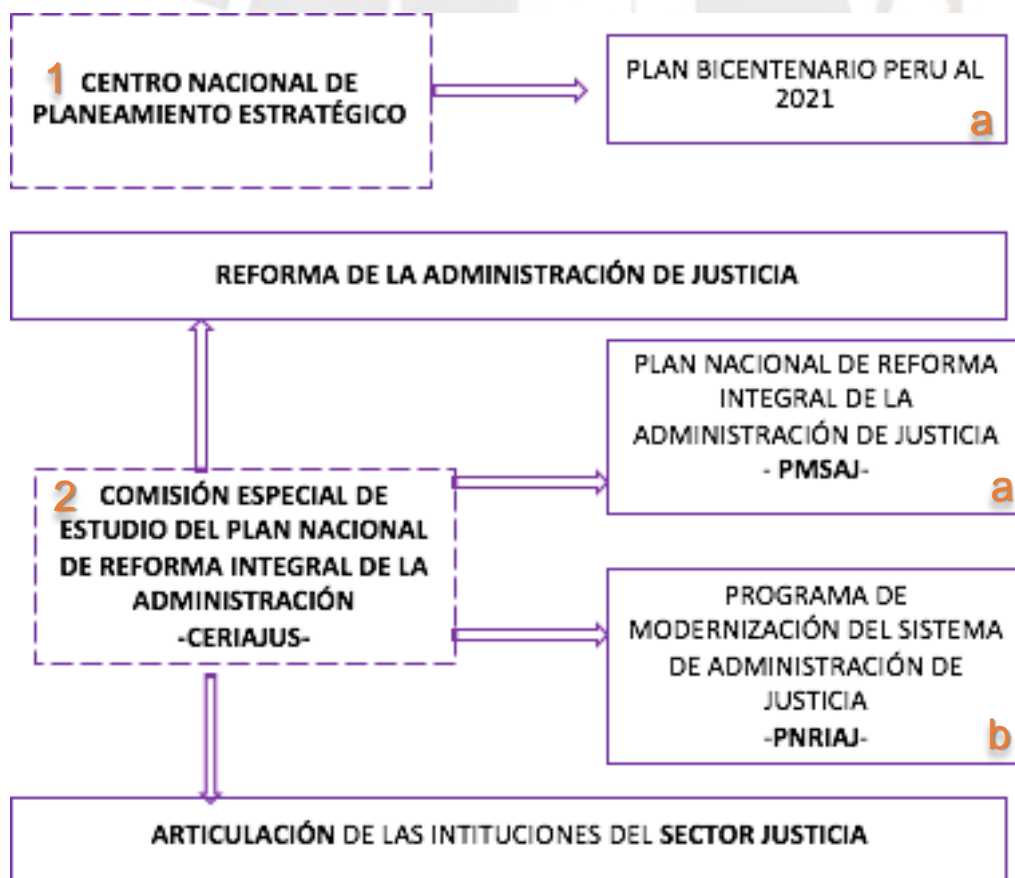 1
CENTRO NACIONAL DE
PLANEAMIENTO ESTRATÉGICO
PLAN BICENTENARIO PERU AL
2021
a
REFORMA DE LA ADMINISTRACIÓN DE JUSTICIA
PLAN NACIONAL DE REFORMA
INTEGRAL DE LA
ADMINISTRACIÓN DE JUSTICIA
- PMSAJ-
a
2
COMISIÓN ESPECIAL DE
ESTUDIO DEL PLAN NACIONAL
DE REFORMA INTEGRAL DE LA
ADMINISTRACIÓN
-CERIAJUS-
PROGRAMA DE
MODERNIZACIÓN DEL SISTEMA
DE ADMINISTRACIÓN DE
JUSTICIA
-PNRIAJ-
b
ARTICULACIÓN DE LAS INTITUCIONES DEL SECTOR JUSTICIA